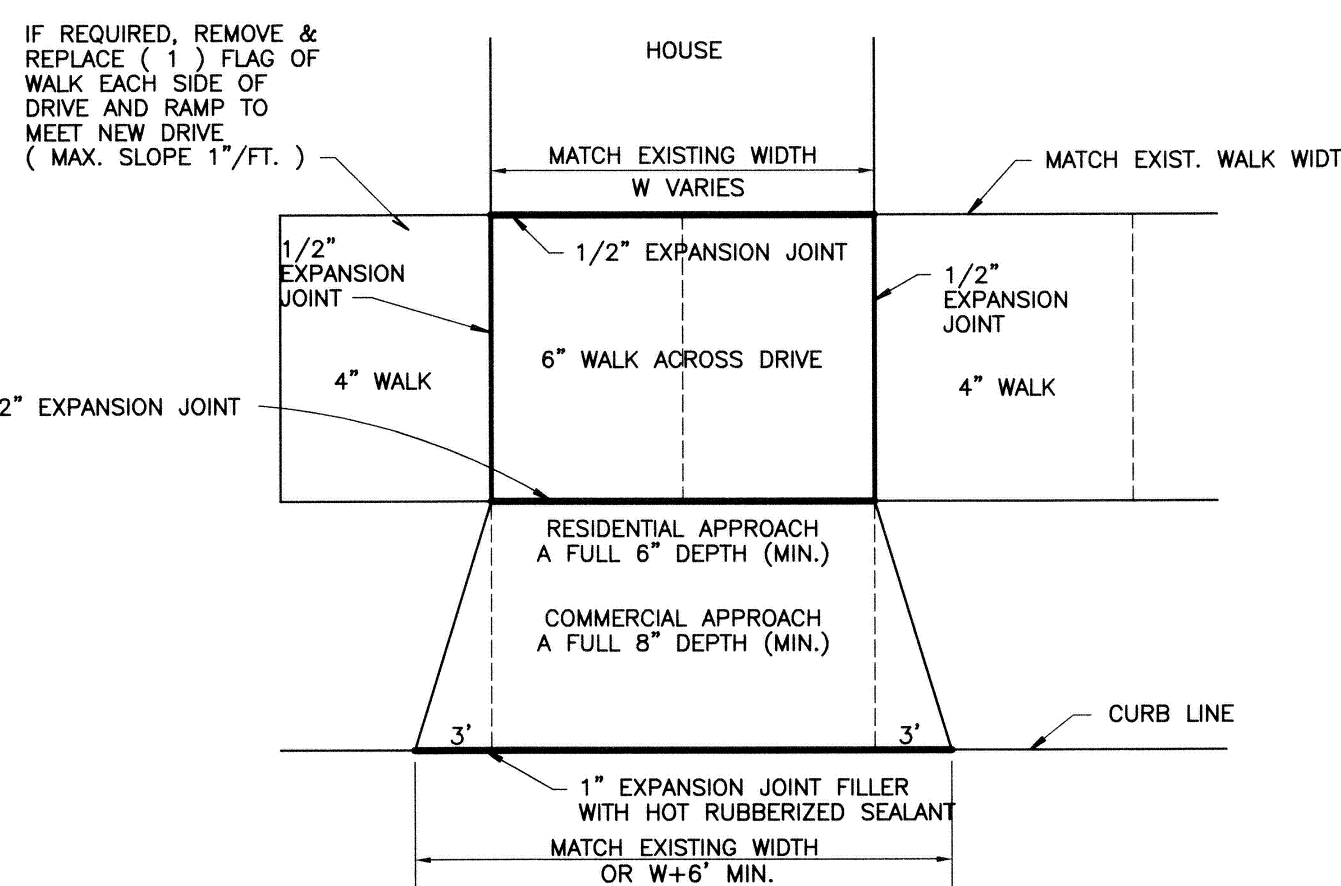 IF REQUIRED, REMOVE &
REPLACE ( 1 ) FLAG OF
WALK EACH SIDE OF
DRIVE AND RAMP TO
MEET NEW DRIVE
( MAX. SLOPE 1"/FT. )
HOUSE
MATCH EXISTING WIDTH
W VARIES
MATCH EXIST. WALK WIDT
1/2"
EXPANSION
JOINT
1/2" EXPANSION JOINT
1/2"
EXPANSION
JOINT
6" WALK ACROSS DRIVE
4" WALK
4" WALK
2" EXPANSION JOINT
RESIDENTIAL APPROACH
A FULL 6" DEPTH (MIN.)
COMMERCIAL APPROACH
A FULL 8" DEPTH (MIN.)
3'
3'
CURB LINE
1" EXPANSION JOINT FILLER
WITH HOT RUBBERIZED SEALANT
MATCH EXISTING WIDTH
OR W+6' MIN.